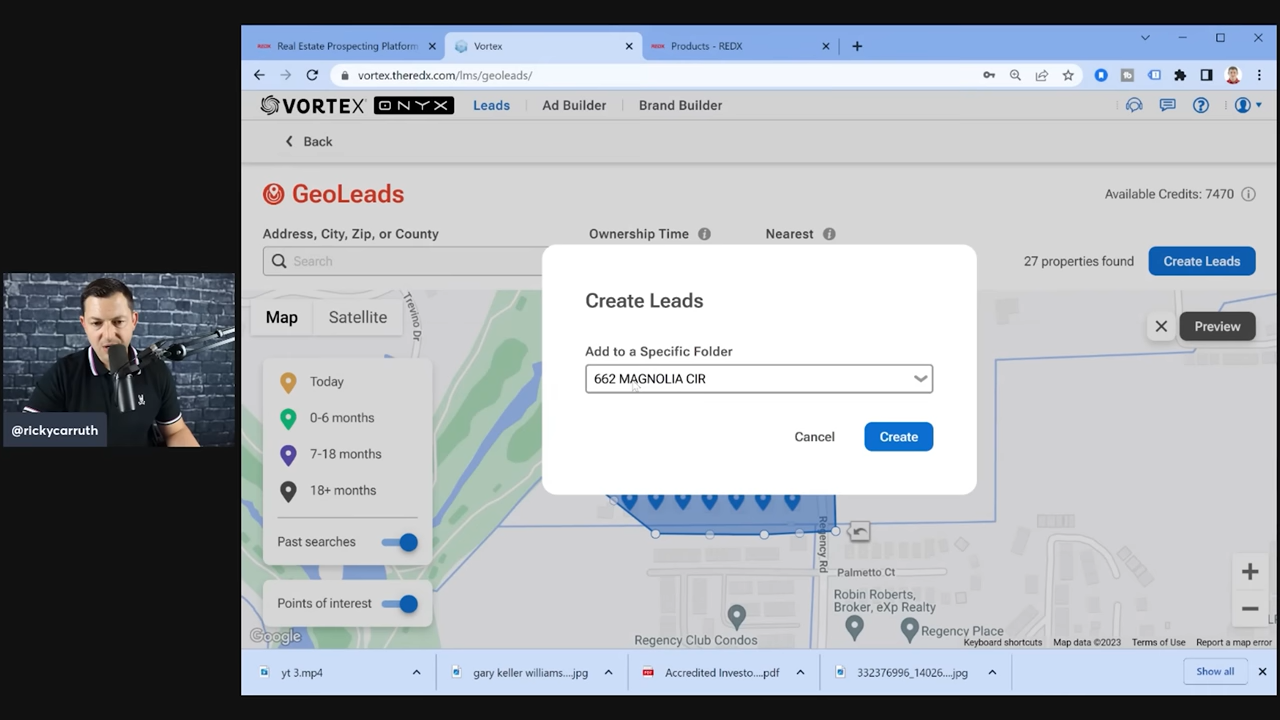 Real Estate Prospecting Platform
Vortex
Products - REDX
vortex.theredx.com/lms/geoleads/
VORTEX ONYX Leads Ad Builder Brand Builder
Back
GeoLeads
Available Credits: 7470
Address, City, Zip, or County
Ownership Time
Nearest
Search
27 properties found
Create Leads
Create Leads
Add to a Specific Folder
662 MAGNOLIA CIR
Cancel
Create
Map
Satellite
Trevino Dr
Preview
Today
0-6 months
7-18 months
18+ months
Past searches
Points of interest
@rickycarruth
Regency Rd
Palmetto Ct
Robin Roberts,
Broker, eXp Realty
Regency Club Condos
Regency Place
Google
Keyboard shortcuts
Map data ©2023
Terms of Use
Report a map error
yt 3.mp4
gary keller williams....jpg
Accredited Investo....pdf
332376996_14026....jpg
Show all